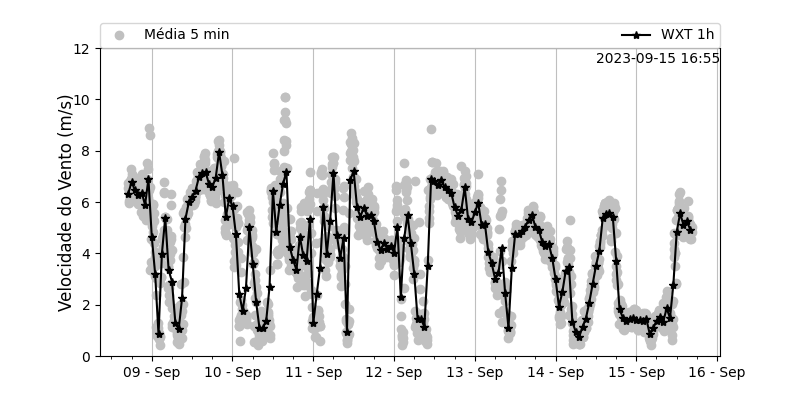 Média 5 min
WXT 1h
2023-09-15 16:55
Velocidade do Vento (m/s)
12
10
8
6
4
2
0
09 - Sep
10 - Sep
11 - Sep
12 - Sep
13 - Sep
14 - Sep
15 - Sep
16 - Sep